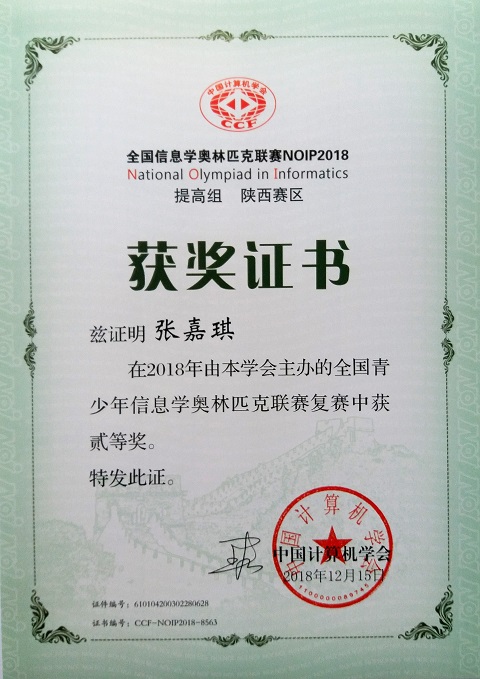 中国计算机学会
CCF
全国信息学奥林匹克联赛NOIP2018
National Olympiad in Informatics
提高组 陕西赛区
获奖证书
兹证明 张嘉琪
在2018年由本学会主办的全国青
少年信息学奥林匹克联赛复赛中获
贰等奖。
特发此证。
中国计算机学会
中国计算机学会
2018年12月15日
证件编号：610104200302280628
证书编号：CCF-NOIP2018-8563